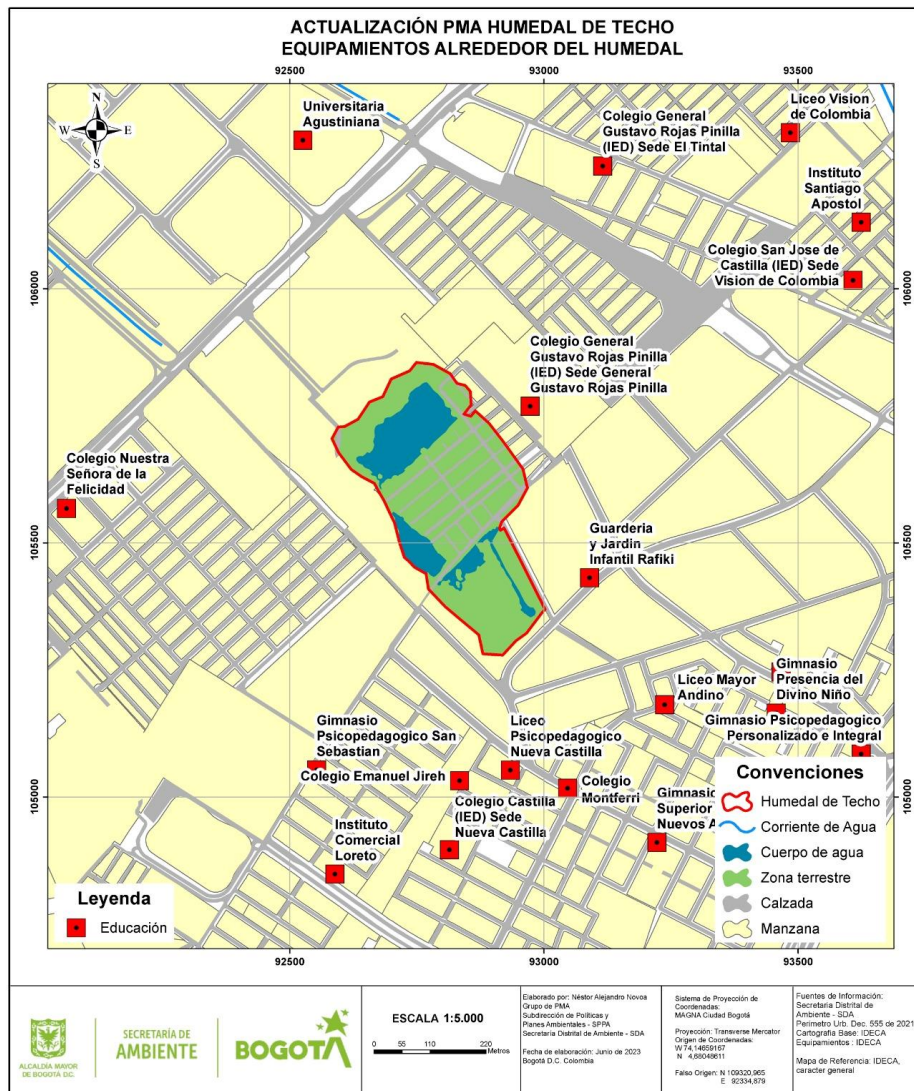 ACTUALIZACIÓN PMA HUMEDAL DE TECHO
EQUIPAMIENTOS ALREDEDOR DEL HUMEDAL
92500
93000
93500
N
W
E
S
Universitaria
Agustiniana
Colegio General
Gustavo Rojas Pinilla
(IED) Sede El Tintal
Liceo Vision
de Colombia
Instituto
Santiago
Apostol
Colegio San Jose de
Castilla (IED) Sede
Vision de Colombia
106000
106000
Colegio General
Gustavo Rojas Pinilla
(IED) Sede General
Gustavo Rojas Pinilla
Colegio Nuestra
Señora de la
Felicidad
105500
105500
Guarderia
y Jardin
Infantil Rafiki
Liceo Mayor
Andino
Gimnasio
Presencia del
Divino Niño
Gimnasio Psicopedagogico
Personalizado e Integral
Gimnasio
Psicopedagogico San
Sebastian
Liceo
Psicopedagogico
Nueva Castilla
Colegio Emanuel Jireh
Colegio
Montferri
105000
105000
Colegio Castilla
(IED) Sede
Nueva Castilla
Gimnasio
Superior
Nuevos A
Instituto
Comercial
Loreto
Leyenda
Educación
Convenciones
Humedal de Techo
Corriente de Agua
Cuerpo de agua
Zona terrestre
Calzada
Manzana
92500
93000
93500
ALCALDÍA MAYOR
DE BOGOTÁ D.C.
SECRETARÍA DE
AMBIENTE
BOGOTÁ
ESCALA 1:5.000
0 55 110 220
Metros
Elaborado por: Néstor Alejandro Novoa
Grupo de PMA
Subdirección de Políticas y
Planes Ambientales - SPPA
Secretaría Distrital de Ambiente - SDA
Fecha de elaboración: Junio de 2023
Bogotá D.C. Colombia
Sistema de Proyección de
Coordenadas:
MAGNA Ciudad Bogotá
Proyección: Transverse Mercator
Origen de Coordenadas:
W 74,14659167
N 4,68048611
Falso Origen: N 109320,965
E 92334,879
Fuentes de Información:
Secretaria Distrital de
Ambiente - SDA
Perimetro Urb. Dec. 555 de 2021
Cartografía Base: IDECA
Equipamientos : IDECA
Mapa de Referencia: IDECA,
caracter general